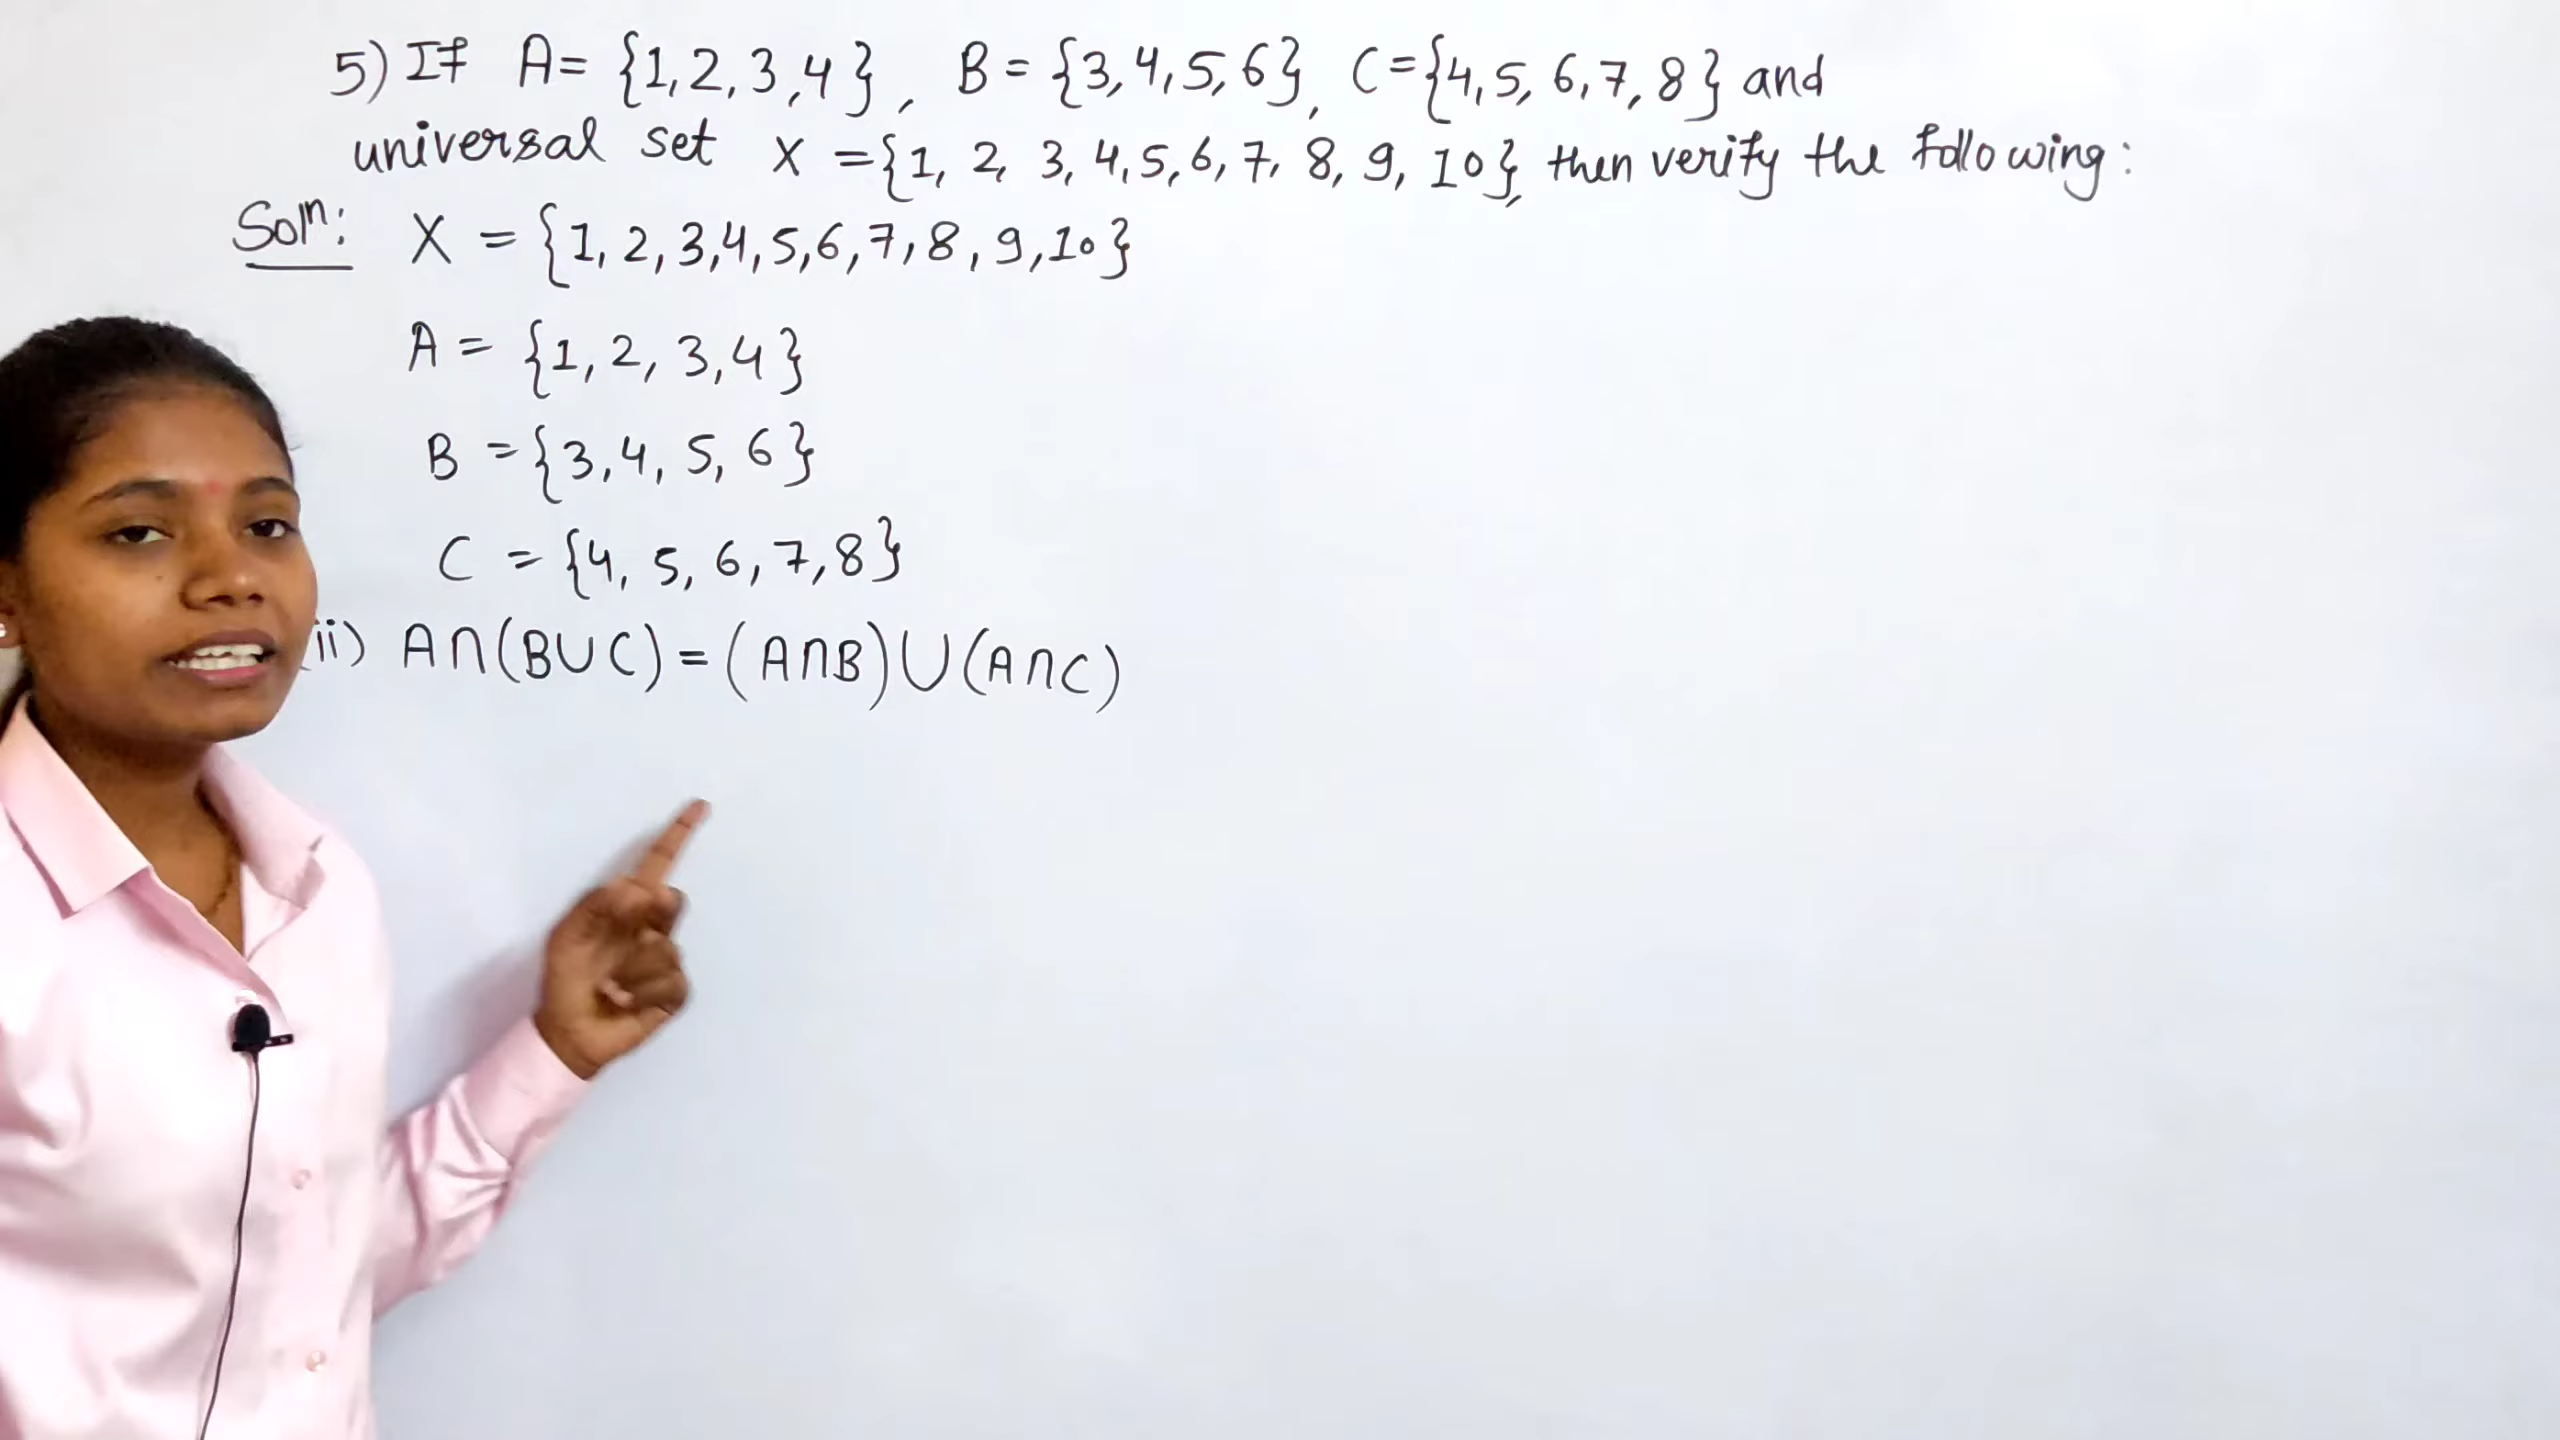 5) If A = {1, 2, 3, 4}, B = {3, 4, 5, 6}, C = {4, 5, 6, 7, 8} and
universal set X = {1, 2, 3, 4, 5, 6, 7, 8, 9, 10}, then verify the following:
Soln: X = {1, 2, 3, 4, 5, 6, 7, 8, 9, 10}
A = {1, 2, 3, 4}
B = {3, 4, 5, 6}
C = {4, 5, 6, 7, 8}
(ii) A∩(B∪C) = (A∩B)∪(A∩C)